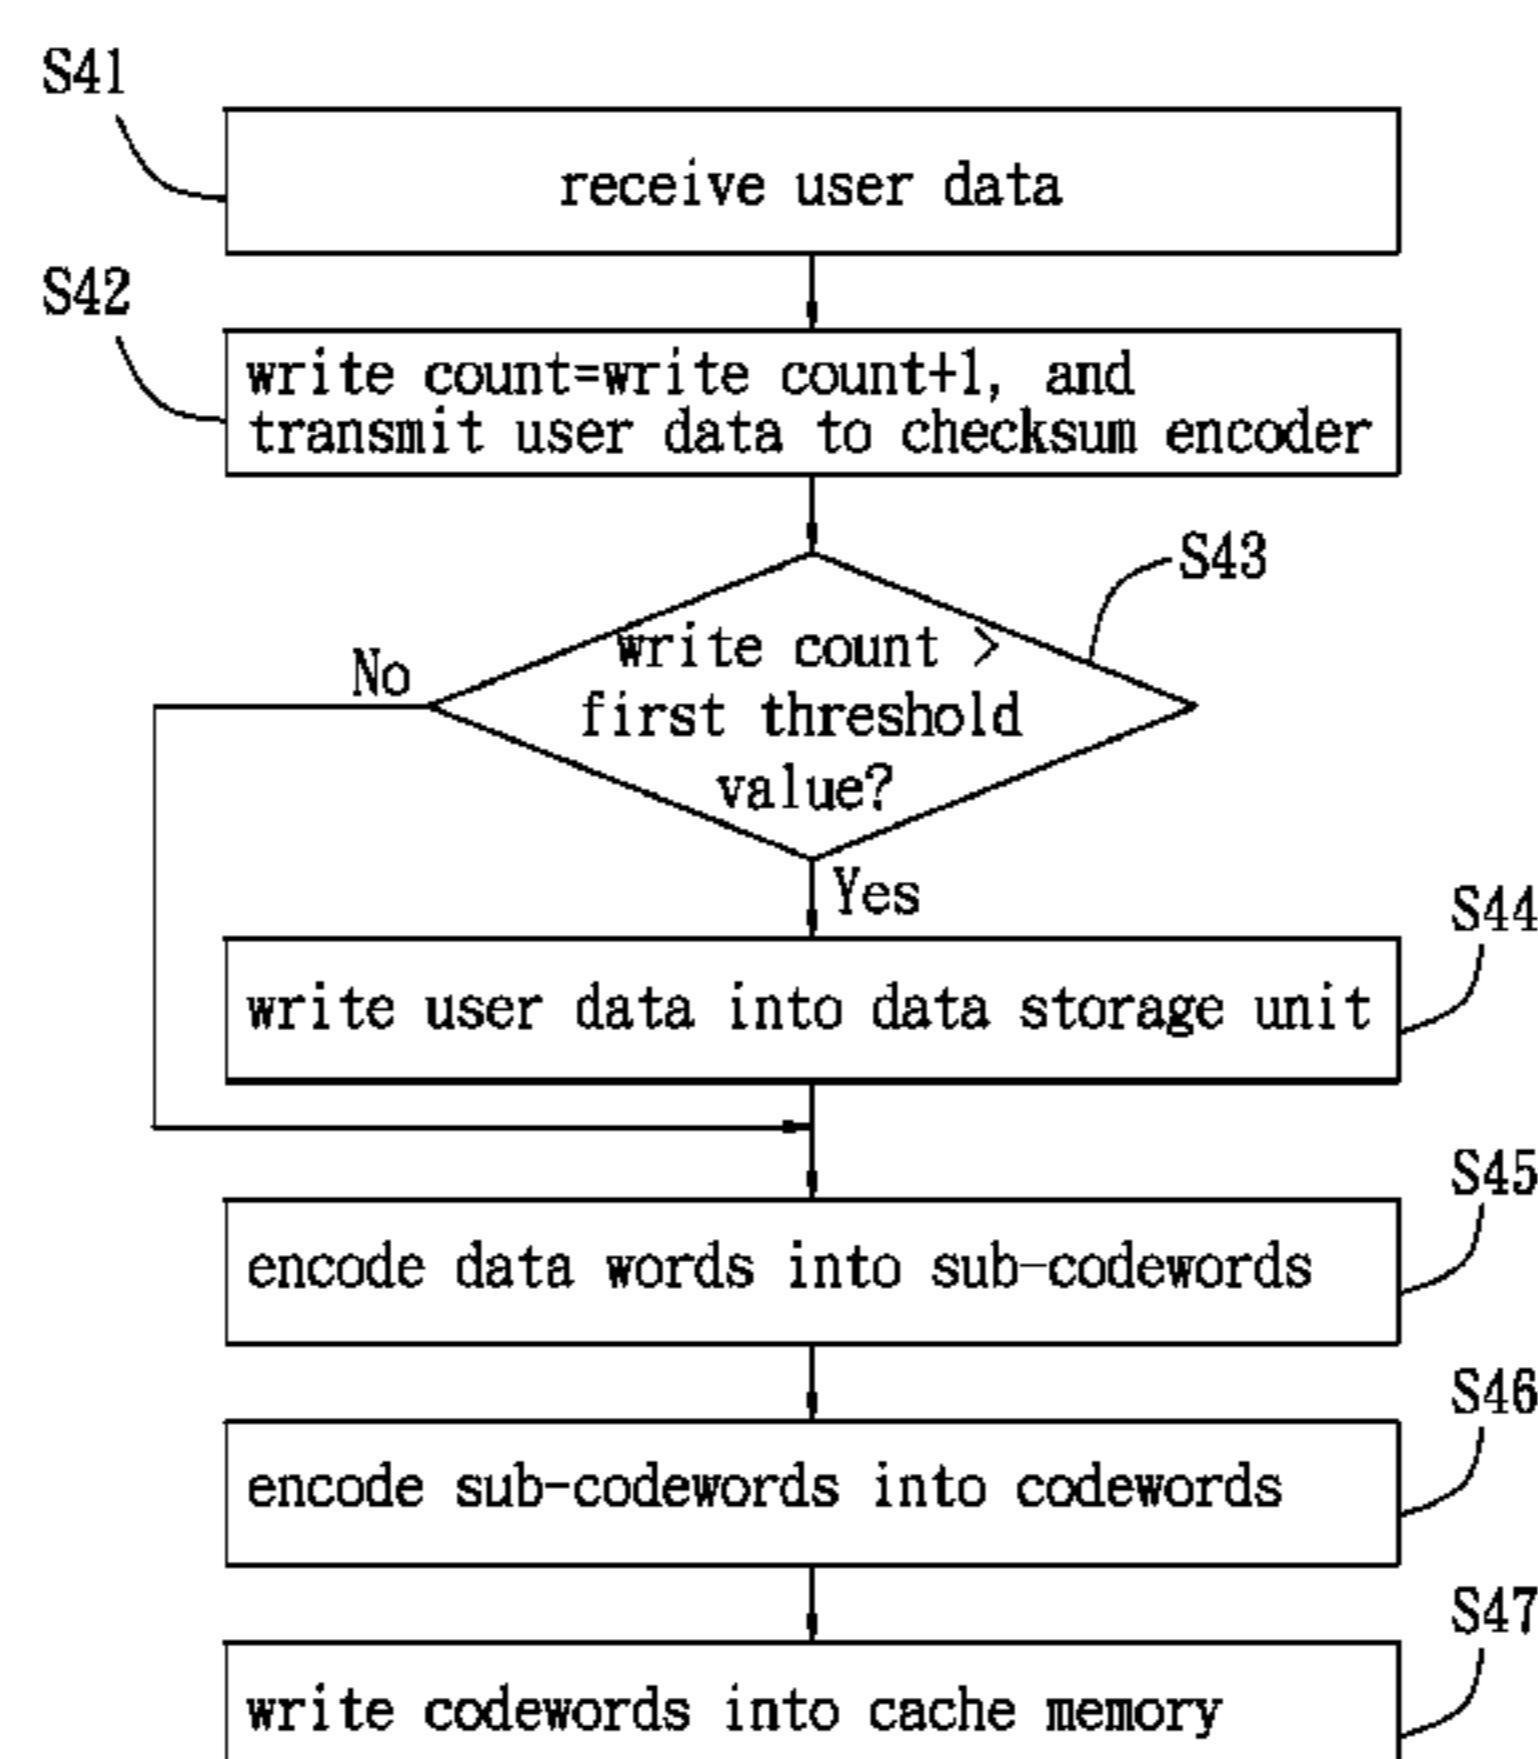 S41
receive user data
S42
write count=write count+1, and
transmit user data to checksum encoder
S43
write count >
first threshold
value?
No
Yes
S44
write user data into data storage unit
S45
encode data words into sub-codewords
S46
encode sub-codewords into codewords
S47
write codewords into cache memory